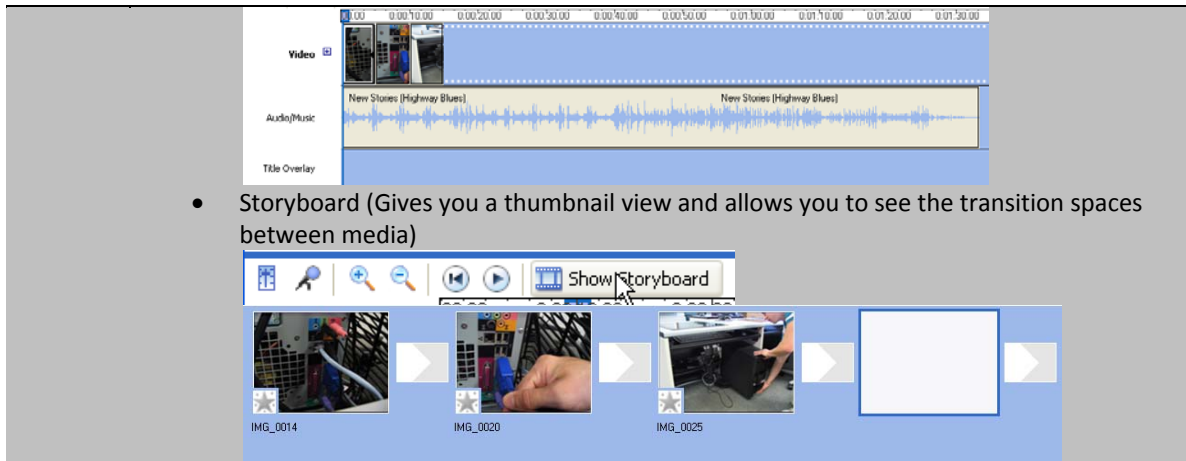 0:00:10.00 0:00:20.00 0:00:30.00 0:00:40.00 0:00:50.00 0:01:00.00 0:01:10.00 0:01:20.00 0:01:30.00
Video
New Stories (Highway Blues) New Stories (Highway Blues)
Audio/Music
Title Overlay
• Storyboard (Gives you a thumbnail view and allows you to see the transition spaces
between media)
Show Storyboard
IMG_0014 IMG_0020 IMG_0025